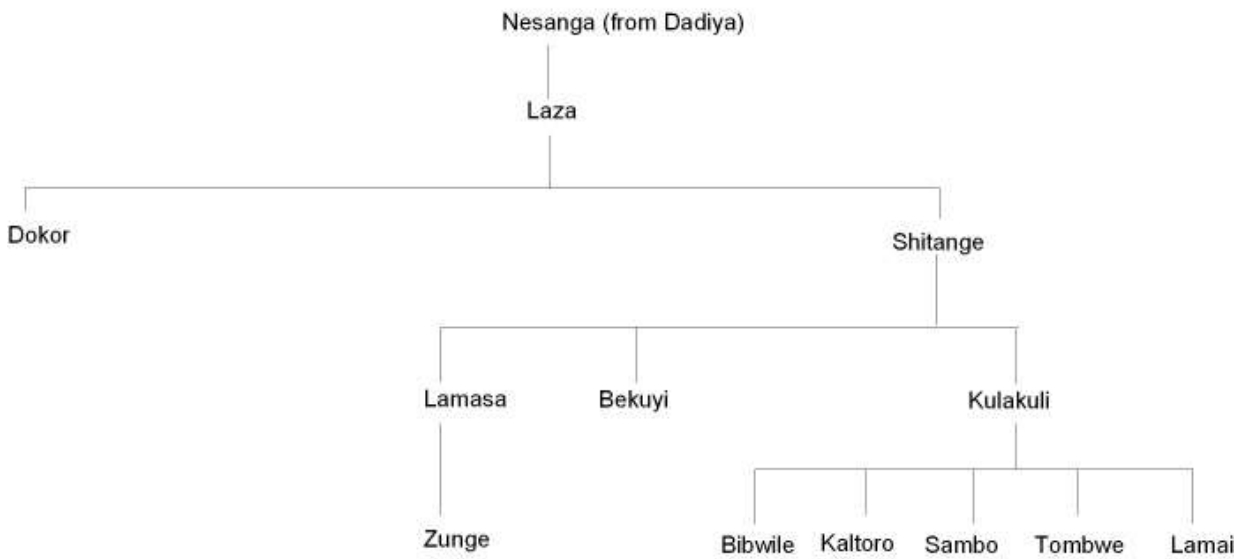 Nesanga (from Dadiya)
Laza
Dokor
Shitange
Lamasa
Bekuyi
Kulakuli
Zunge
Bibwile
Kaltoro
Sambo
Tombwe
Lamai